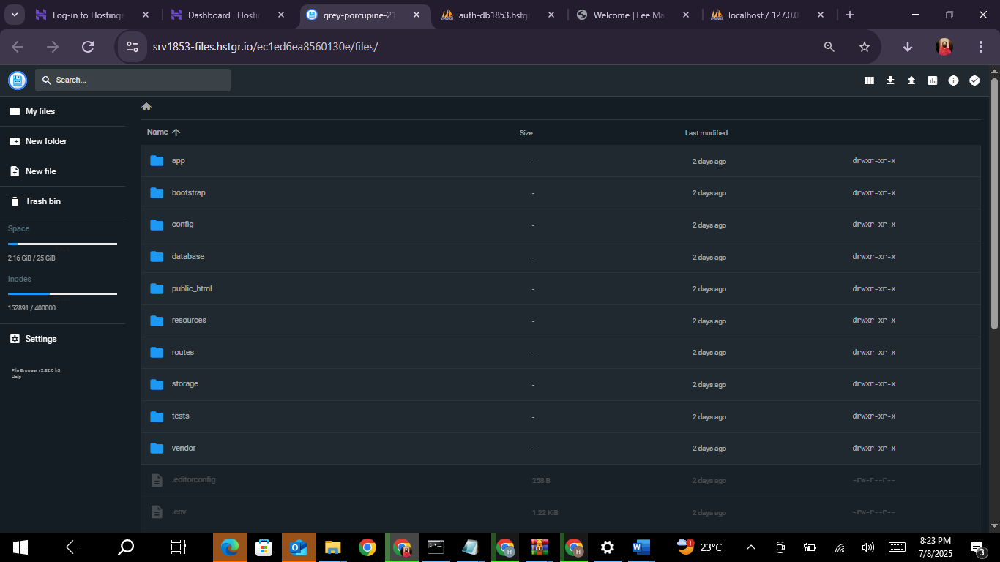 Log-in to Hostinge
Dashboard | Hostin
grey-porcupine-21
auth-db1853.hstgr
Welcome | Fee Ma
localhost / 127.0.0
srv1853-files.hstgr.io/ec1ed6ea8560130e/files/
Search...
My files
New folder
New file
Trash bin
Space
2.16 GiB / 25 GiB
Inodes
152891 / 400000
Settings
File Browser v2.32.0-h3
Help
Name Size Last modified
app - 2 days ago drwxr-xr-x
bootstrap - 2 days ago drwxr-xr-x
config - 2 days ago drwxr-xr-x
database - 2 days ago drwxr-xr-x
public_html - 2 days ago drwxr-xr-x
resources - 2 days ago drwxr-xr-x
routes - 2 days ago drwxr-xr-x
storage - 2 days ago drwxr-xr-x
tests - 2 days ago drwxr-xr-x
vendor - 2 days ago drwxr-xr-x
.editorconfig 258 B 2 days ago -rw-r--r--
.env 1.22 KiB 2 days ago -rw-r--r--
1
23°C
8:23 PM
7/8/2025
3